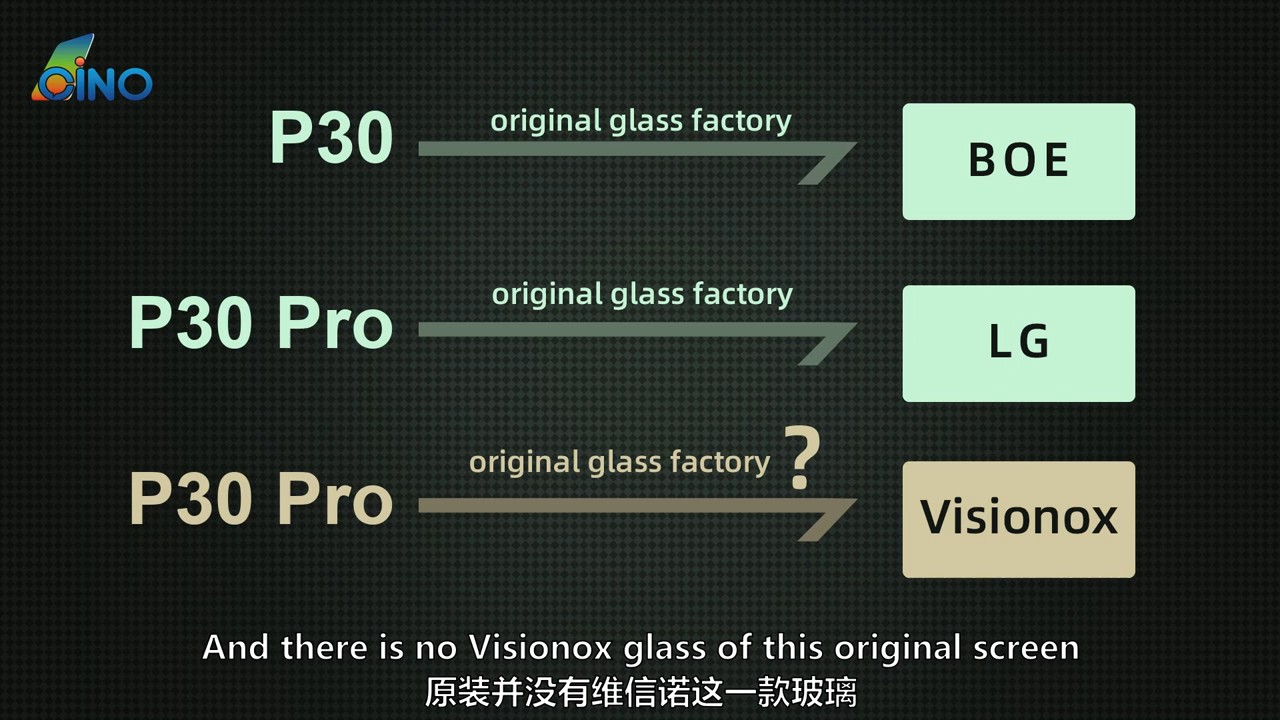 CiNO
P30
original glass factory
BOE
P30 Pro
original glass factory
LG
P30 Pro
original glass factory ?
Visionox
And there is no Visionox glass of this original screen
原装并没有维信诺这一款玻璃